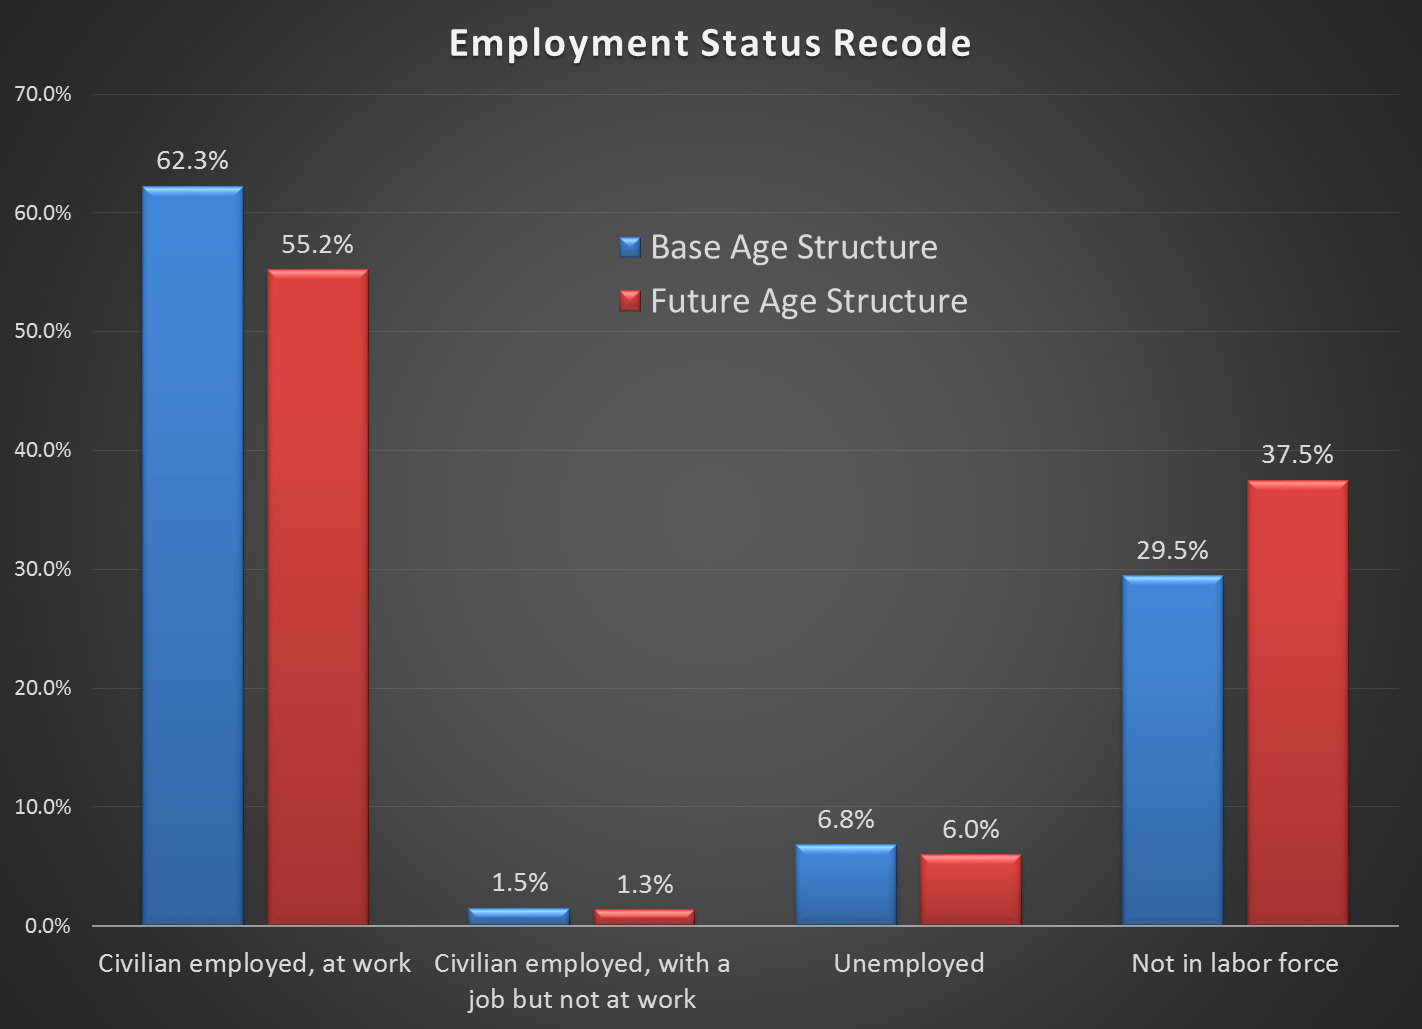 Employment Status Recode
70.0%
60.0%
50.0%
40.0%
30.0%
20.0%
10.0%
0.0%
62.3%
55.2%
1.5%
1.3%
6.8%
6.0%
29.5%
37.5%
Base Age Structure
Future Age Structure
Civilian employed, at work
Civilian employed, with a
job but not at work
Unemployed
Not in labor force